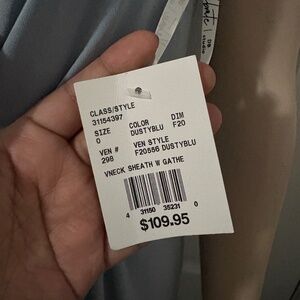 CLASS/STYLE
31154397
SIZE COLOR DIM
0 DUSTYBLU F20
VEN # VEN STYLE
298 F20556 DUSTYBLU
VNECK SHEATH W GATHE
4 31150 35231 0
$109.95